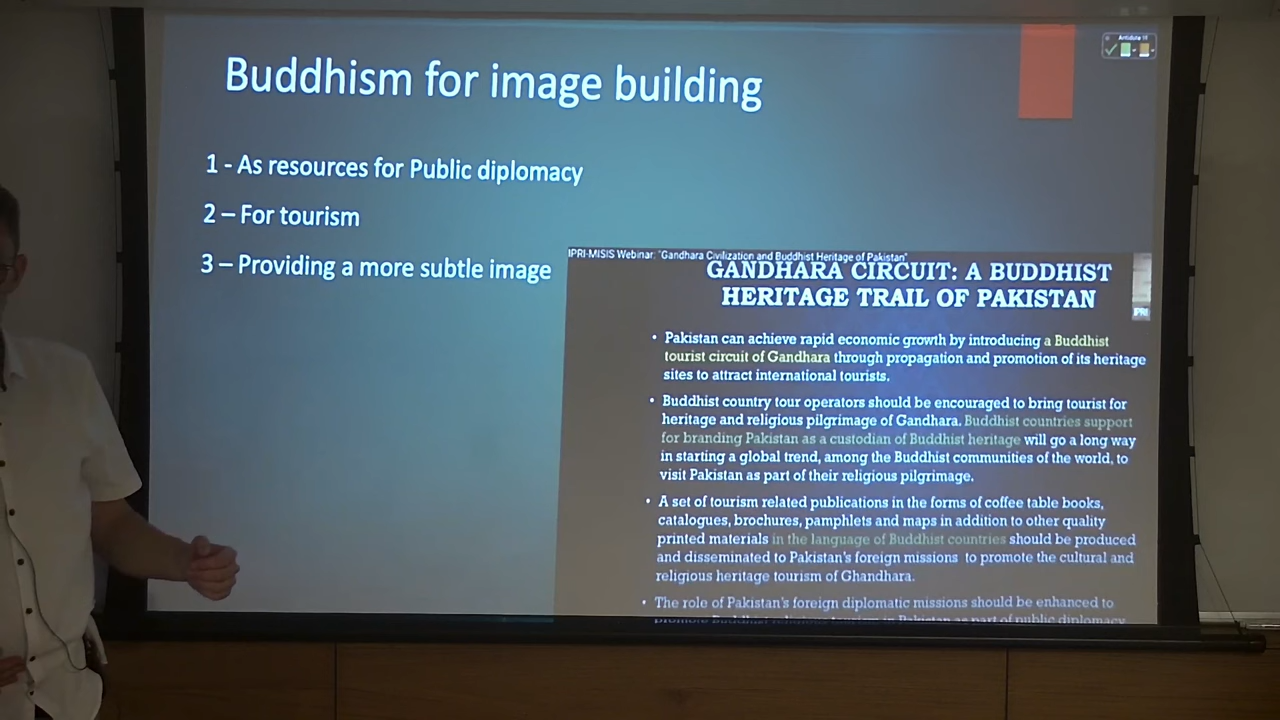 Buddhism for image building
1 - As resources for Public diplomacy
2 – For tourism
3 – Providing a more subtle image
IPRI-MISIS Webinar: "Gandhara Civilization and Buddhist Heritage of Pakistan"
GANDHARA CIRCUIT: A BUDDHIST
HERITAGE TRAIL OF PAKISTAN
IPRI
• Pakistan can achieve rapid economic growth by introducing a Buddhist
tourist circuit of Gandhara through propagation and promotion of its heritage
sites to attract international tourists.
• Buddhist country tour operators should be encouraged to bring tourist for
heritage and religious pilgrimage of Gandhara. Buddhist countries support
for branding Pakistan as a custodian of Buddhist heritage will go a long way
in starting a global trend, among the Buddhist communities of the world, to
visit Pakistan as part of their religious pilgrimage.
• A set of tourism related publications in the forms of coffee table books,
catalogues, brochures, pamphlets and maps in addition to other quality
printed materials in the language of Buddhist countries should be produced
and disseminated to Pakistan's foreign missions to promote the cultural and
religious heritage tourism of Ghandhara.
• The role of Pakistan's foreign diplomatic missions should be enhanced to
promote Buddhist religious tourism in Pakistan as part of public diplomacy